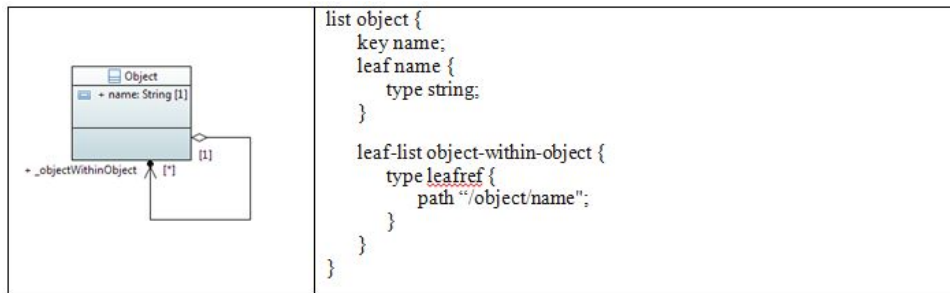 Object
+ name: String [1]
[1]
+ _objectWithinObject [*]
list object {
key name;
leaf name {
type string;
}
leaf-list object-within-object {
type leafref {
path “/object/name";
}
}
}